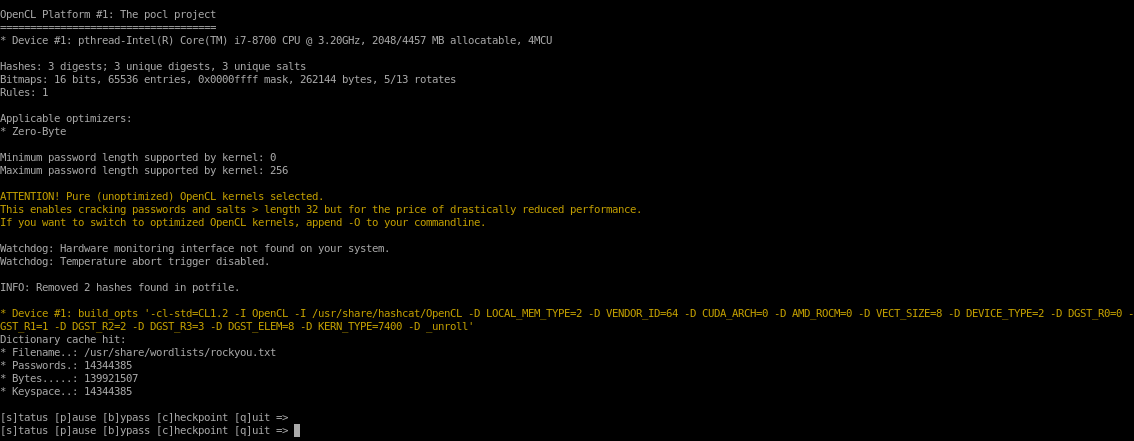 OpenCL Platform #1: The pocl project
====================================
* Device #1: pthread-Intel(R) Core(TM) i7-8700 CPU @ 3.20GHz, 2048/4457 MB allocatable, 4MCU
Hashes: 3 digests; 3 unique digests, 3 unique salts
Bitmaps: 16 bits, 65536 entries, 0x0000ffff mask, 262144 bytes, 5/13 rotates
Rules: 1
Applicable optimizers:
* Zero-Byte
Minimum password length supported by kernel: 0
Maximum password length supported by kernel: 256
ATTENTION! Pure (unoptimized) OpenCL kernels selected.
This enables cracking passwords and salts > length 32 but for the price of drastically reduced performance.
If you want to switch to optimized OpenCL kernels, append -O to your commandline.
Watchdog: Hardware monitoring interface not found on your system.
Watchdog: Temperature abort trigger disabled.
INFO: Removed 2 hashes found in potfile.
* Device #1: build_opts '-cl-std=CL1.2 -I OpenCL -I /usr/share/hashcat/OpenCL -D LOCAL_MEM_TYPE=2 -D VENDOR_ID=64 -D CUDA_ARCH=0 -D AMD_ROCM=0 -D VECT_SIZE=8 -D DEVICE_TYPE=2 -D DGST_R0=0 -
GST_R1=1 -D DGST_R2=2 -D DGST_R3=3 -D DGST_ELEM=8 -D KERN_TYPE=7400 -D _unroll'
Dictionary cache hit:
* Filename..: /usr/share/wordlists/rockyou.txt
* Passwords.: 14344385
* Bytes.....: 139921507
* Keyspace..: 14344385
[s]tatus [p]ause [b]ypass [c]heckpoint [q]uit =>
[s]tatus [p]ause [b]ypass [c]heckpoint [q]uit =>